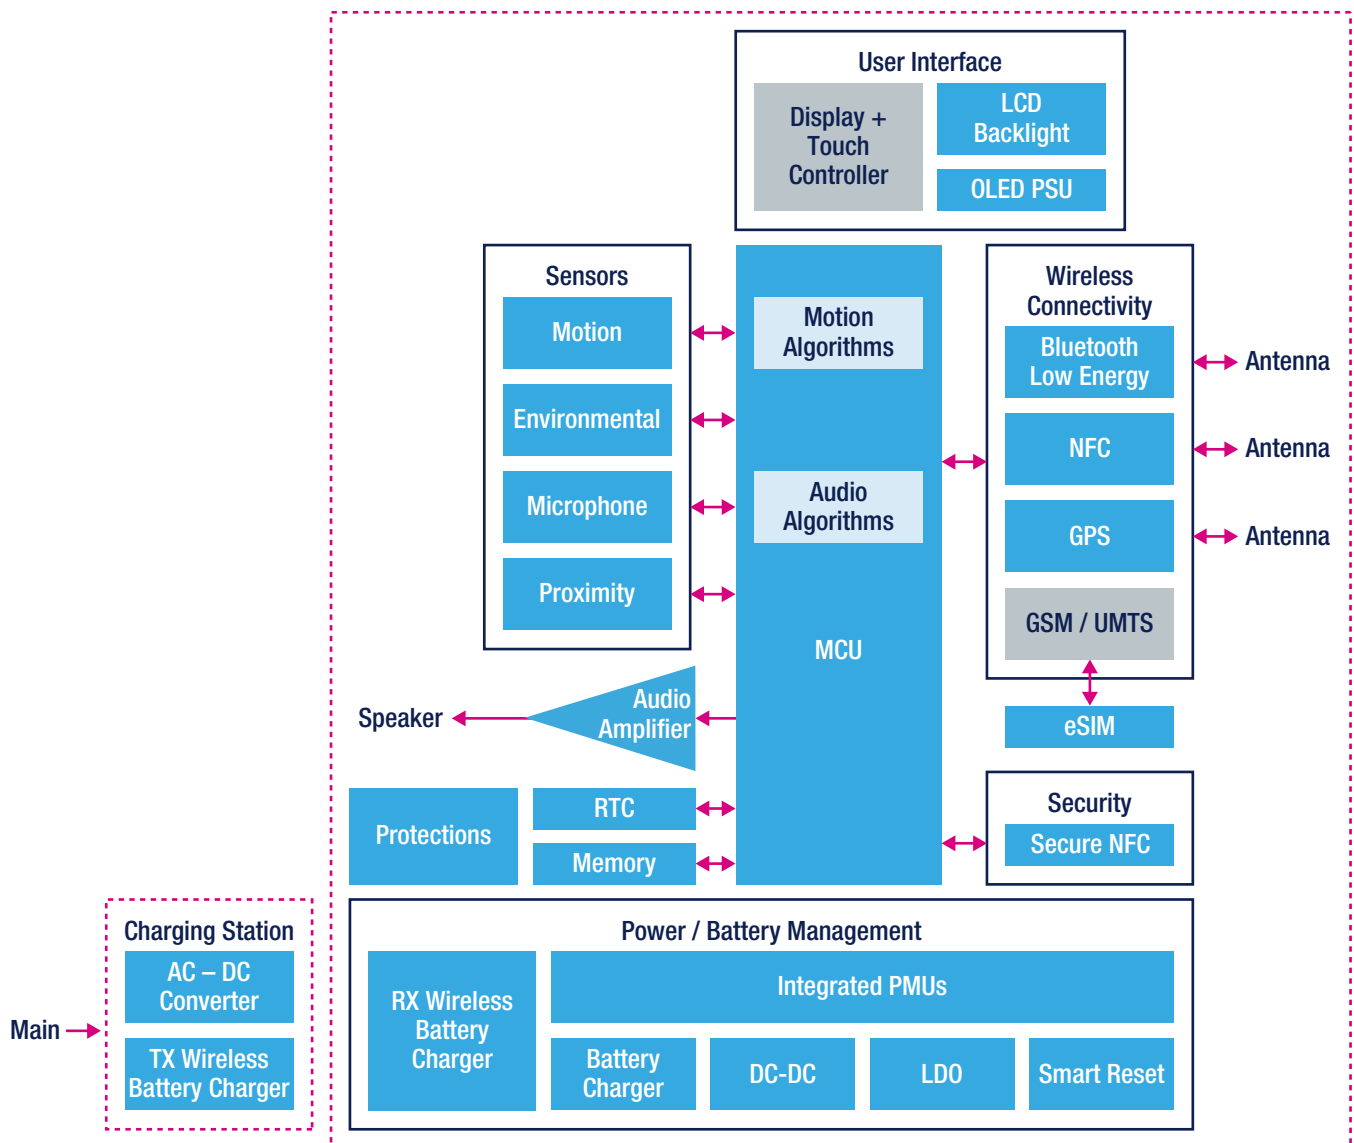 User Interface
Display +
Touch
Controller
LCD
Backlight
OLED PSU
Sensors
Motion
Environmental
Microphone
Proximity
Motion
Algorithms
Audio
Algorithms
MCU
Wireless
Connectivity
Bluetooth
Low Energy
NFC
GPS
GSM / UMTS
Antenna
Antenna
Antenna
eSIM
Speaker
Audio
Amplifier
Protections
RTC
Memory
Security
Secure NFC
Main
Charging Station
AC – DC
Converter
TX Wireless
Battery Charger
Power / Battery Management
RX Wireless
Battery
Charger
Integrated PMUs
Battery
Charger
DC-DC
LDO
Smart Reset